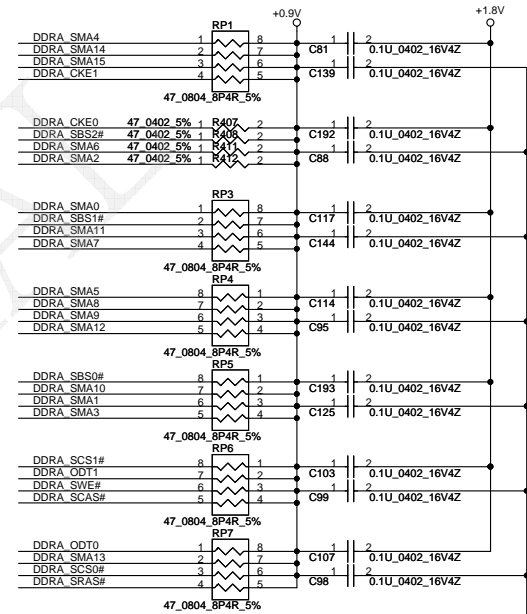 +0.9V +1.8V
RP1
DDRA_SMA4 1 8 1 2
DDRA_SMA14 2 7 C81 0.1U_0402_16V4Z
DDRA_SMA15 3 6 1 2
DDRA_CKE1 4 5 C139 0.1U_0402_16V4Z
47_0804_8P4R_5%
DDRA_CKE0 47_0402_5% 1 R407 2 1 2
DDRA_SBS2# 47_0402_5% 1 R408 2 C192 0.1U_0402_16V4Z
DDRA_SMA6 47_0402_5% 1 R411 2 1 2
DDRA_SMA2 47_0402_5% 1 R412 2 C88 0.1U_0402_16V4Z
RP3
DDRA_SMA0 1 8 1 2
DDRA_SBS1# 2 7 C117 0.1U_0402_16V4Z
DDRA_SMA11 3 6 1 2
DDRA_SMA7 4 5 C144 0.1U_0402_16V4Z
47_0804_8P4R_5%
RP4
DDRA_SMA5 8 1 1 2
DDRA_SMA8 7 2 C114 0.1U_0402_16V4Z
DDRA_SMA9 6 3 1 2
DDRA_SMA12 5 4 C95 0.1U_0402_16V4Z
47_0804_8P4R_5%
RP5
DDRA_SBS0# 8 1 1 2
DDRA_SMA10 7 2 C193 0.1U_0402_16V4Z
DDRA_SMA1 6 3 1 2
DDRA_SMA3 5 4 C125 0.1U_0402_16V4Z
47_0804_8P4R_5%
RP6
DDRA_SCS1# 8 1 1 2
DDRA_ODT1 7 2 C103 0.1U_0402_16V4Z
DDRA_SWE# 6 3 1 2
DDRA_SCAS# 5 4 C99 0.1U_0402_16V4Z
47_0804_8P4R_5%
RP7
DDRA_ODT0 1 8 1 2
DDRA_SMA13 2 7 C107 0.1U_0402_16V4Z
DDRA_SCS0# 3 6 1 2
DDRA_SRAS# 4 5 C98 0.1U_0402_16V4Z
47_0804_8P4R_5%